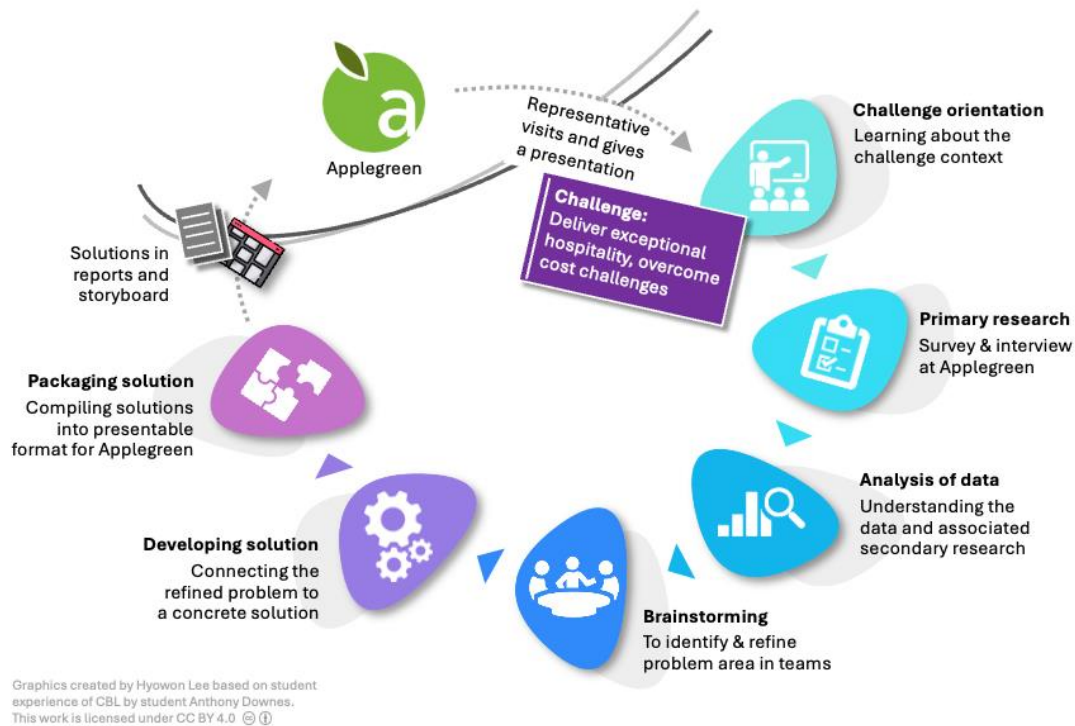 a
Applegreen
Representative
visits and gives
a presentation
Challenge:
Deliver exceptional
hospitality, overcome
cost challenges
Challenge orientation
Learning about the
challenge context
Primary research
Survey & interview
at Applegreen
Analysis of data
Understanding the
data and associated
secondary research
Brainstorming
To identify & refine
problem area in teams
Developing solution
Connecting the
refined problem to
a concrete solution
Packaging solution
Compiling solutions
into presentable
format for Applegreen
Solutions in
reports and
storyboard
Graphics created by Hyowon Lee based on student
experience of CBL by student Anthony Downes.
This work is licensed under CC BY 4.0